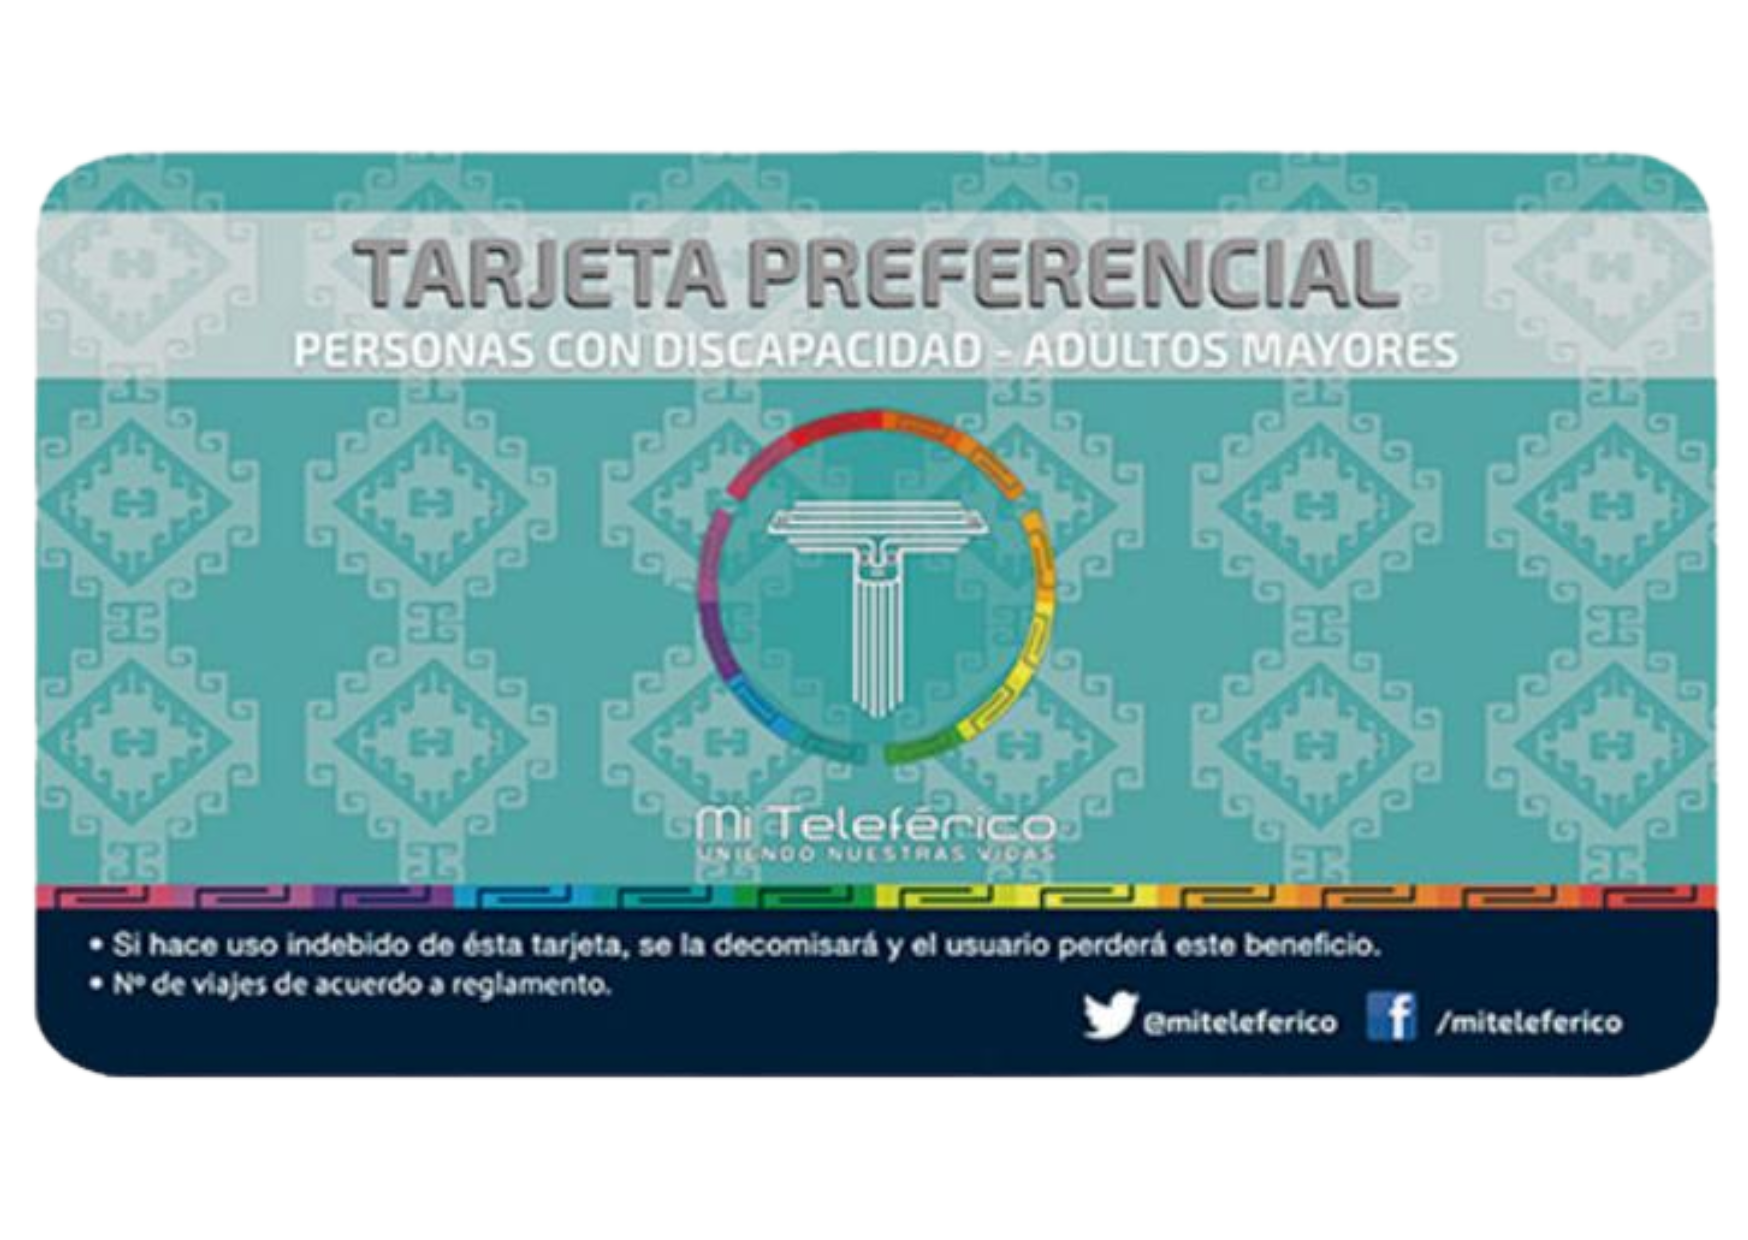 TARJETA PREFERENCIAL
PERSONAS CON DISCAPACIDAD - ADULTOS MAYORES
Mi Teleférico
UNIENDO NUESTRAS VIDAS
• Si hace uso indebido de ésta tarjeta, se la decomisará y el usuario perderá este beneficio.
• Nº de viajes de acuerdo a reglamento.
@miteleferico /miteleferico